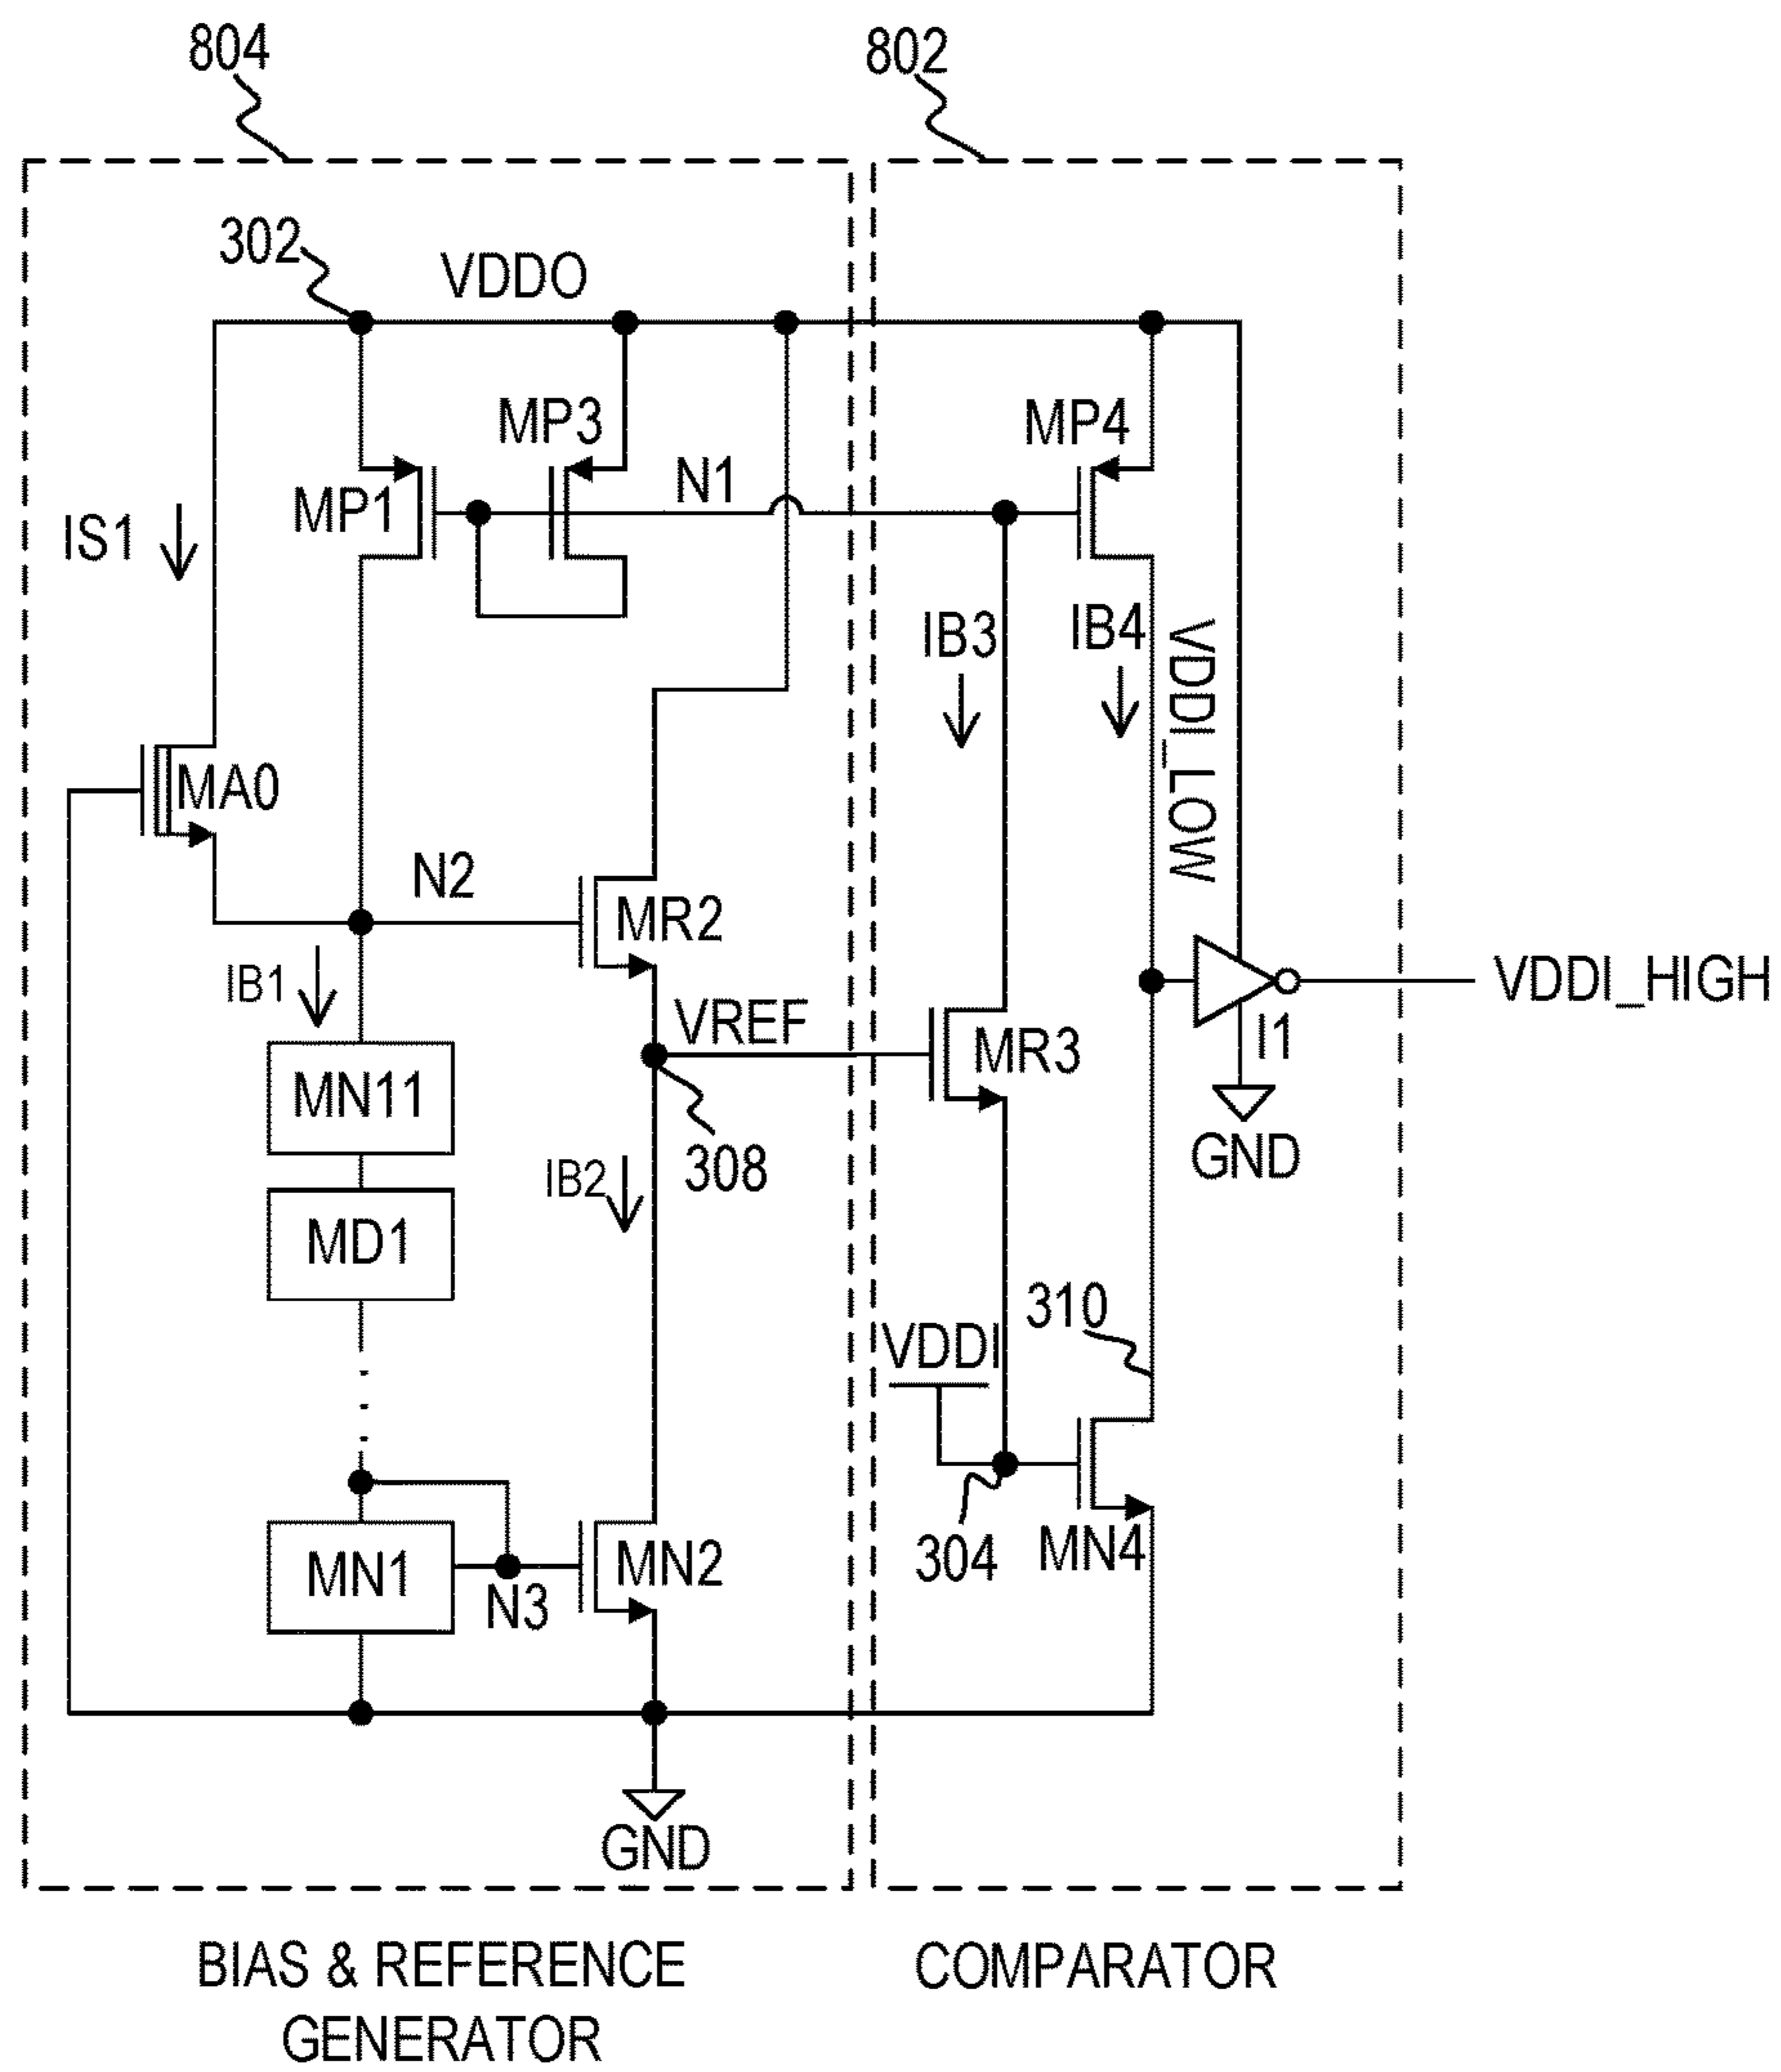 804
802
302
VDDO
MP3
MP4
MP1
N1
IS1
IB3
IB4
VDDI_LOW
MA0
N2
MR2
IB1
VREF
MR3
I1
VDDI_HIGH
MN11
308
GND
IB2
MD1
310
VDDI
304
MN4
MN1
N3
MN2
GND
BIAS & REFERENCE
GENERATOR
COMPARATOR